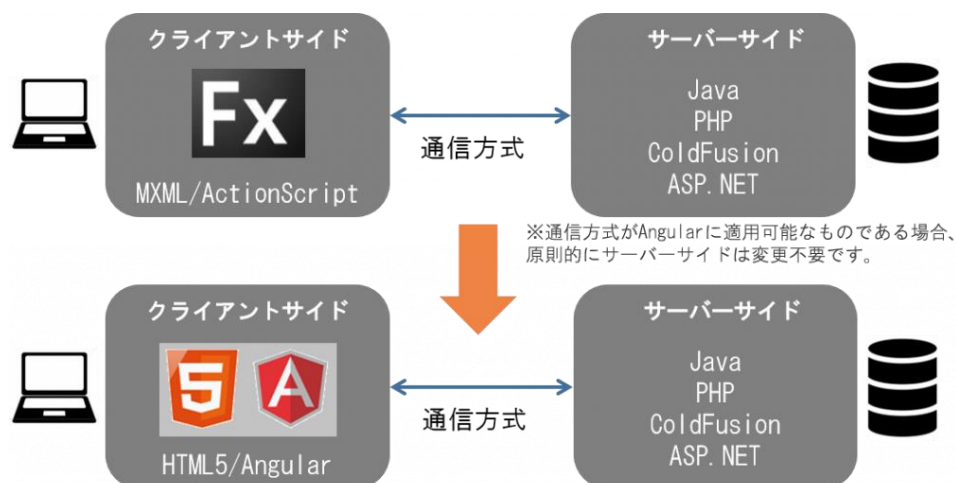 クライアントサイド
Fx
MXML/ActionScript
通信方式
サーバーサイド
Java
PHP
ColdFusion
ASP.NET
※通信方式がAngularに適用可能なものである場合、
原則的にサーバーサイドは変更不要です。
クライアントサイド
5
A
HTML5/Angular
通信方式
サーバーサイド
Java
PHP
ColdFusion
ASP.NET